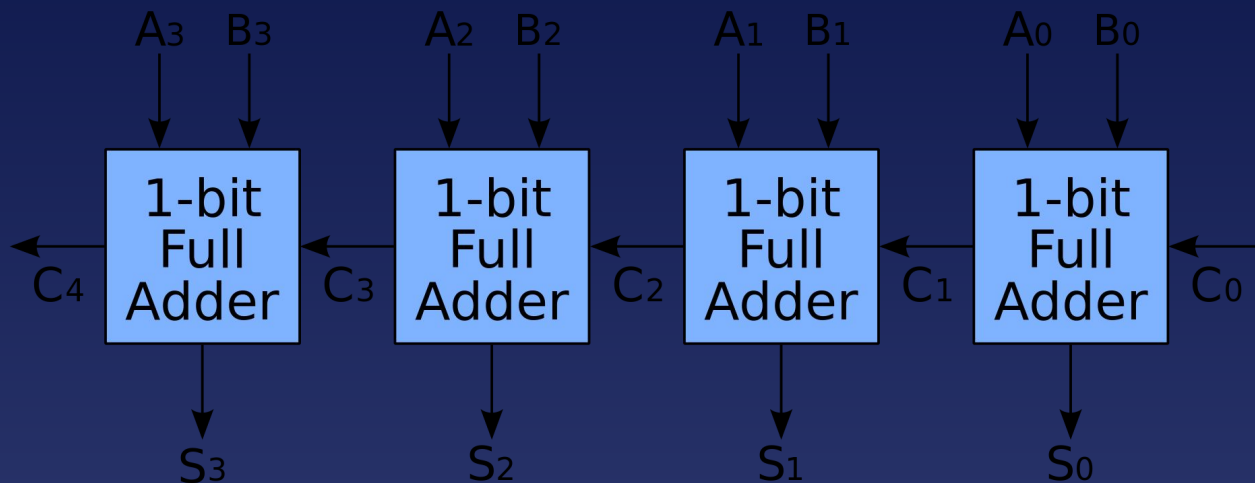 A3 B3 A2 B2 A1 B1 A0 B0
1-bit
Full
Adder
1-bit
Full
Adder
1-bit
Full
Adder
1-bit
Full
Adder
C4 C3 C2 C1 C0
S3 S2 S1 S0